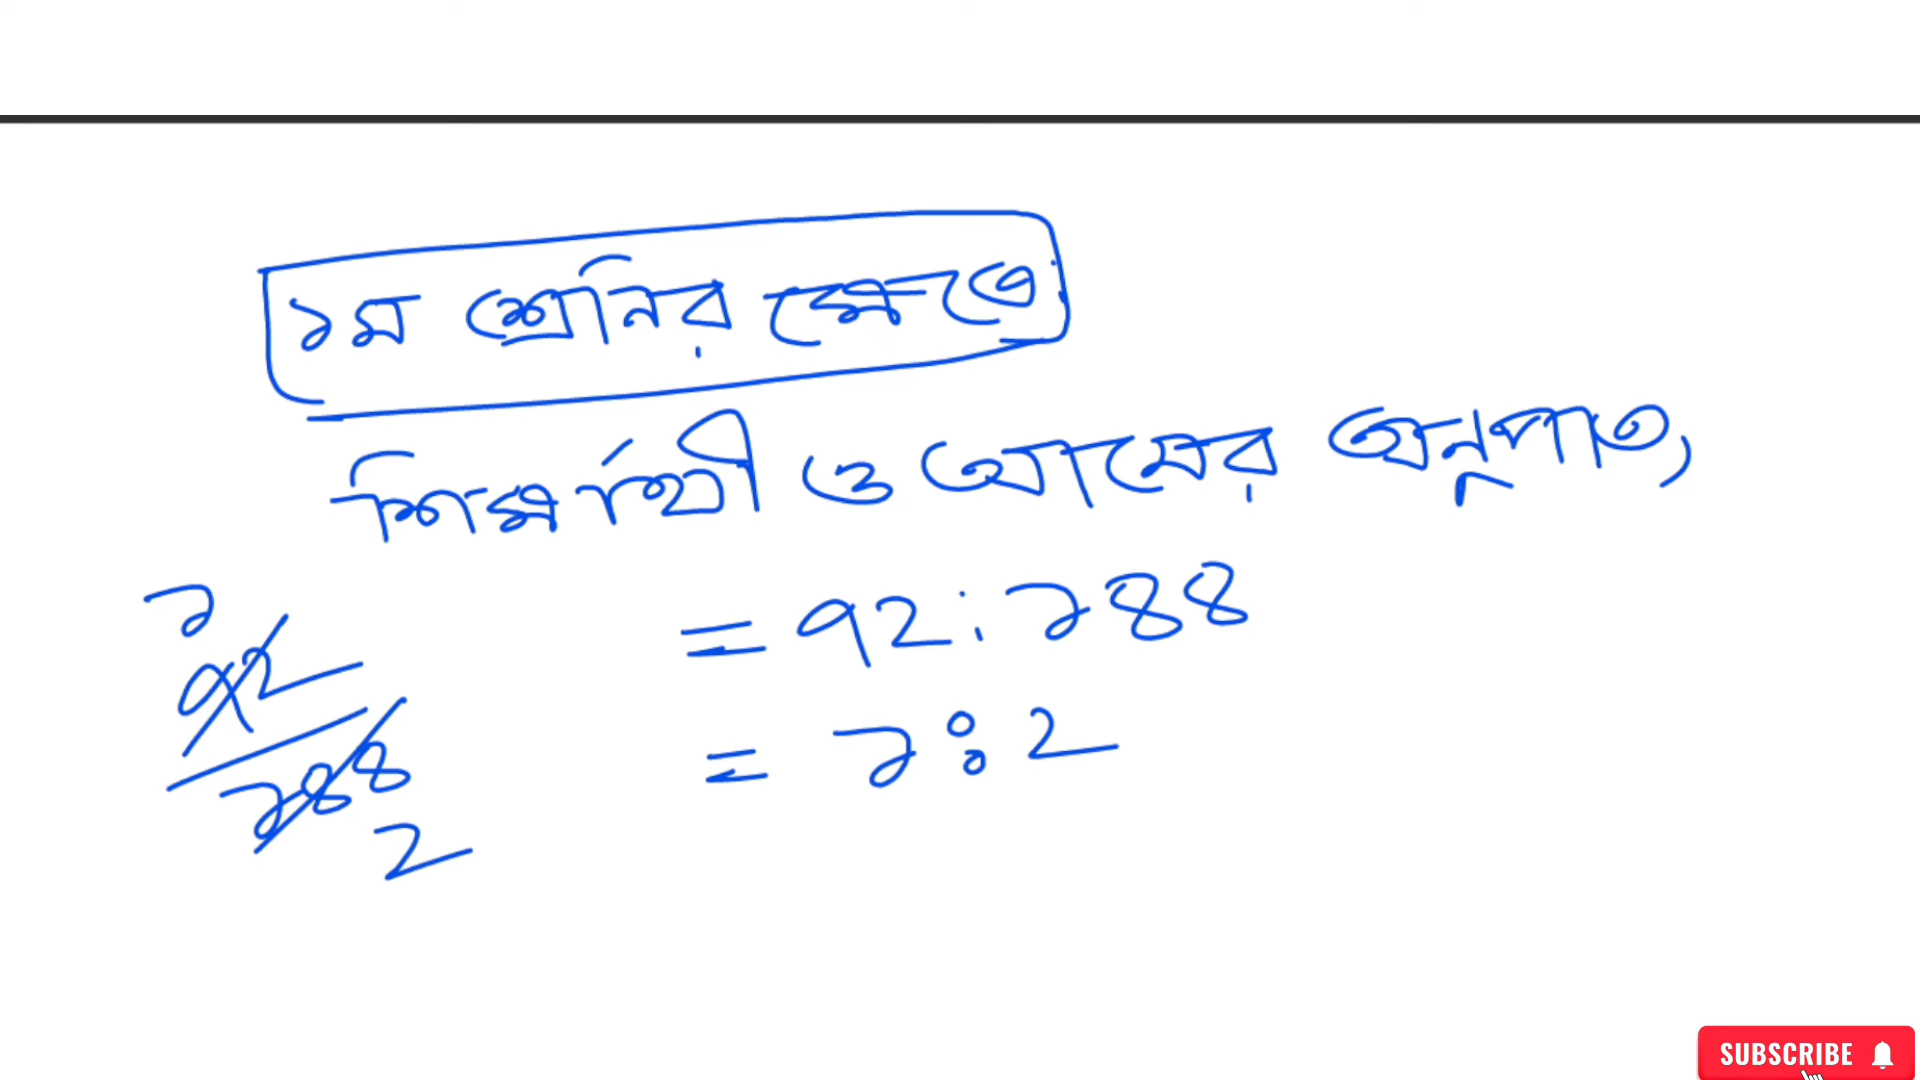 ১ম শ্রেনির ক্ষেত্রে
শিক্ষার্থী ও আমের অনুপাত,
= ৭২ : ১৪৪
= ১ : ২
১
৭২
১৪৪
২
SUBSCRIBE